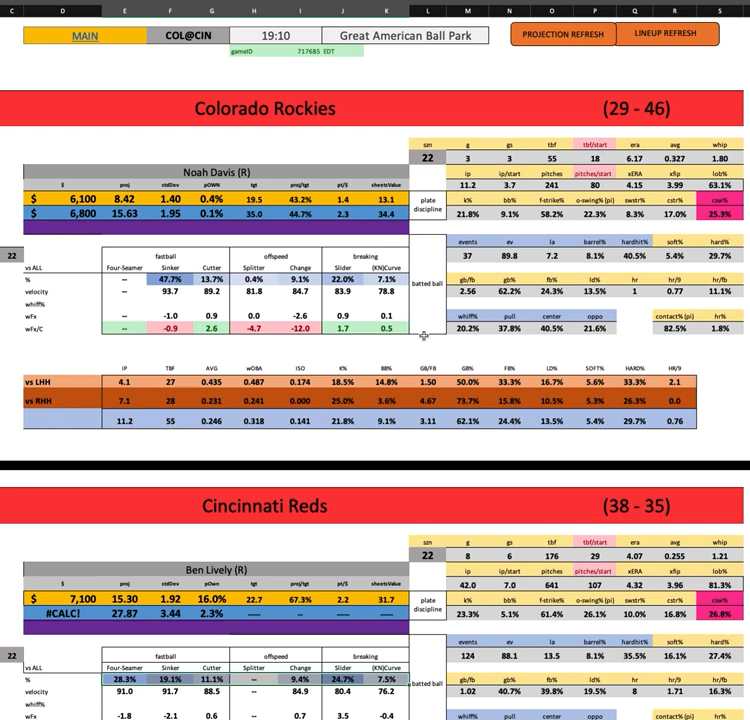 C D E F G H I J K L M N O P Q R S
MAIN COL@CIN 19:10 Great American Ball Park PROJECTION REFRESH LINEUP REFRESH
gameID 717685 EDT
Colorado Rockies (29 - 46)
szn g gs tbf tbf/start era avg whip
22 3 3 55 18 6.17 0.327 1.80
Noah Davis (R) ip ip/start pitches pitches/start xERA xfip lob%
$ proj stdDev pOWN tgt proj/tgt pt/$ sheetsValue 11.2 3.7 241 80 4.15 3.99 63.1%
$ 6,100 8.42 1.40 0.4% 19.5 43.2% 1.4 13.1 plate discipline k% bb% f-strike% o-swing% (pi) swstr% cstr% csw%
$ 6,800 15.63 1.95 0.1% 35.0 44.7% 2.3 34.4 21.8% 9.1% 58.2% 22.3% 8.3% 17.0% 25.3%
events ev la barrel% hardhit% soft% hard%
22 fastball offspeed breaking 37 89.8 7.2 8.1% 40.5% 5.4% 29.7%
vs ALL Four-Seamer Sinker Cutter Splitter Change Slider (KN)Curve
% -- 47.7% 13.7% 0.4% 9.1% 22.0% 7.1% batted ball gb/fb gb% fb% ld% hr hr/9 hr/fb
velocity -- 93.7 89.2 81.8 84.7 83.9 78.8 2.56 62.2% 24.3% 13.5% 1 0.77 11.1%
whiff%
wFx -- -1.0 0.9 0.0 -2.6 0.9 0.1 whiff% pull center oppo contact% (pi) hr%
wFx/C -- -0.9 2.6 -4.7 -12.0 1.7 0.5 20.2% 37.8% 40.5% 21.6% 82.5% 1.8%
IP TBF AVG wOBA ISO K% BB% GB/FB GB% FB% LD% SOFT% HARD% HR/9
vs LHH 4.1 27 0.435 0.487 0.174 18.5% 14.8% 1.50 50.0% 33.3% 16.7% 5.6% 33.3% 2.1
vs RHH 7.1 28 0.231 0.241 0.000 25.0% 3.6% 4.67 73.7% 15.8% 10.5% 5.3% 26.3% 0.0
11.2 55 0.246 0.318 0.141 21.8% 9.1% 3.11 62.1% 24.4% 13.5% 5.4% 29.7% 0.76
Cincinnati Reds (38 - 35)
szn g gs tbf tbf/start era avg whip
22 8 6 176 29 4.07 0.255 1.21
Ben Lively (R) ip ip/start pitches pitches/start xERA xfip lob%
$ proj stdDev pOwn tgt proj/tgt pt/$ sheetsValue 42.0 7.0 641 107 4.32 3.96 81.3%
$ 7,100 15.30 1.92 16.0% 22.7 67.3% 2.2 31.7 plate discipline k% bb% f-strike% o-swing% (pi) swstr% cstr% csw%
#CALC! 27.87 3.44 2.3% ---- ---- -- ---- 23.3% 5.1% 61.4% 26.1% 10.0% 16.8% 26.8%
events ev la barrel% hardhit% soft% hard%
22 fastball offspeed breaking 124 88.1 13.5 8.1% 35.5% 16.1% 27.4%
vs ALL Four-Seamer Sinker Cutter Splitter Change Slider (KN)Curve
% 28.3% 19.1% 11.1% -- 9.4% 24.7% 7.5% batted ball gb/fb gb% fb% ld% hr hr/9 hr/fb
velocity 91.0 91.7 88.5 -- 84.9 80.4 76.2 1.02 40.7% 39.8% 19.5% 8 1.71 16.3%
whiff%
wFx -1.8 -2.1 0.6 -- 0.7 3.5 -0.4 whiff% pull center oppo contact% (pi) hr%